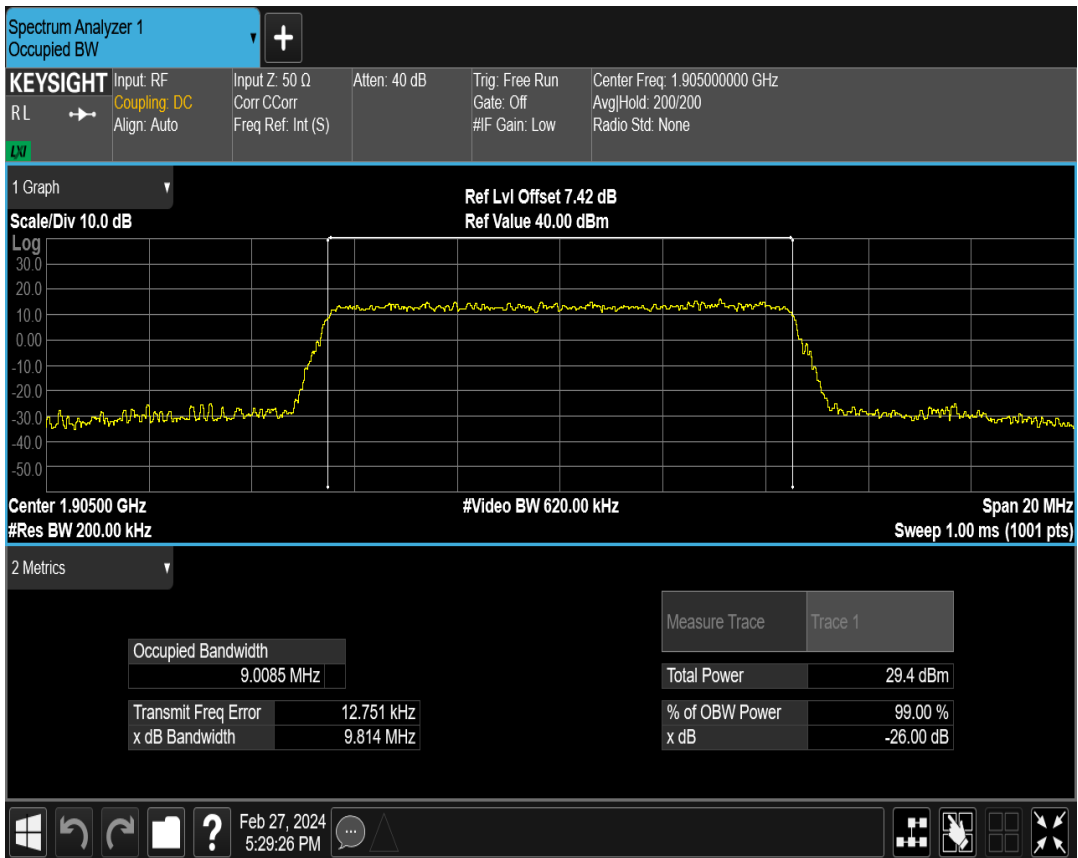 Spectrum Analyzer 1
Occupied BW
KEYSIGHT
R L
LXI
Input: RF
Coupling: DC
Align: Auto
Input Z: 50 Ω
Corr CCorr
Freq Ref: Int (S)
Atten: 40 dB
Trig: Free Run
Gate: Off
#IF Gain: Low
Center Freq: 1.905000000 GHz
Avg|Hold: 200/200
Radio Std: None
1 Graph
Scale/Div 10.0 dB
Ref Lvl Offset 7.42 dB
Ref Value 40.00 dBm
Log
30.0
20.0
10.0
0.00
-10.0
-20.0
-30.0
-40.0
-50.0
Center 1.90500 GHz
#Video BW 620.00 kHz
Span 20 MHz
#Res BW 200.00 kHz
Sweep 1.00 ms (1001 pts)
2 Metrics
Measure Trace Trace 1
Occupied Bandwidth
9.0085 MHz
Total Power 29.4 dBm
Transmit Freq Error 12.751 kHz
% of OBW Power 99.00 %
x dB Bandwidth 9.814 MHz
x dB -26.00 dB
?
Feb 27, 2024
5:29:26 PM